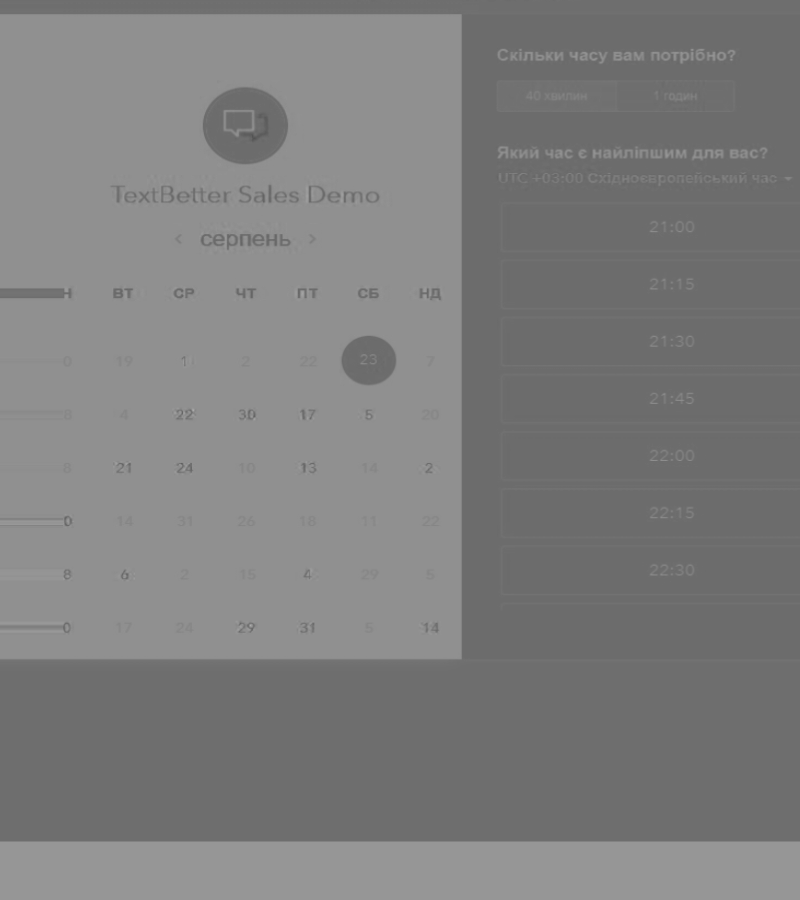 TextBetter Sales Demo
< серпень >
Н ВТ СР ЧТ ПТ СБ НД
0 19 1 2 22 23 7
8 4 22 30 17 5 20
8 21 24 10 13 14 2
0 14 31 26 18 11 22
8 6 2 15 4 29 5
0 17 24 29 31 5 14
Скільки часу вам потрібно?
40 хвилин 1 годин
Який час є найліпшим для вас?
UTC +03:00 Східноєвропейський час
21:00
21:15
21:30
21:45
22:00
22:15
22:30